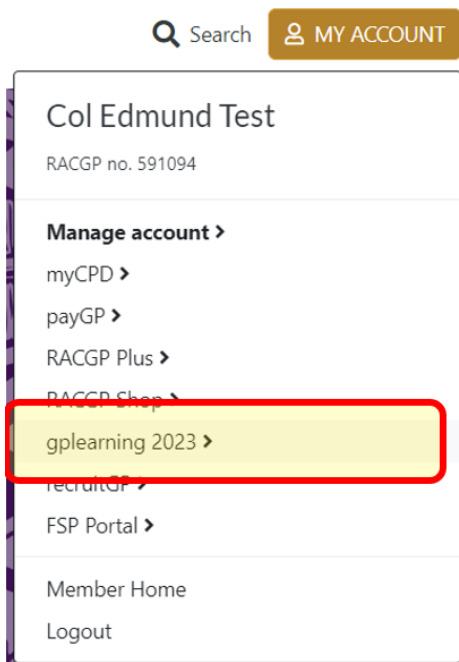 Search
MY ACCOUNT
Col Edmund Test
RACGP no. 591094
Manage account >
myCPD >
payGP >
RACGP Plus >
RACGP Shop >
gplearning 2023 >
recruitGP >
FSP Portal >
Member Home
Logout